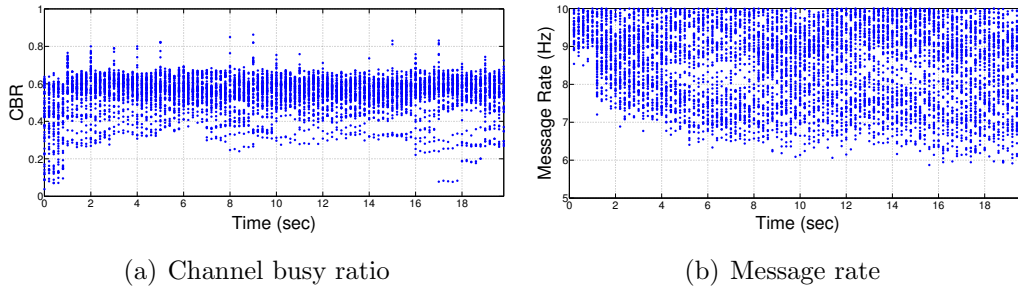 1
0.8
0.6
0.4
0.2
0
CBR
0 2 4 6 8 10 12 14 16 18
Time (sec)
(a) Channel busy ratio
10
9
8
7
6
5
Message Rate (Hz)
0 2 4 6 8 10 12 14 16 18
Time (sec)
(b) Message rate